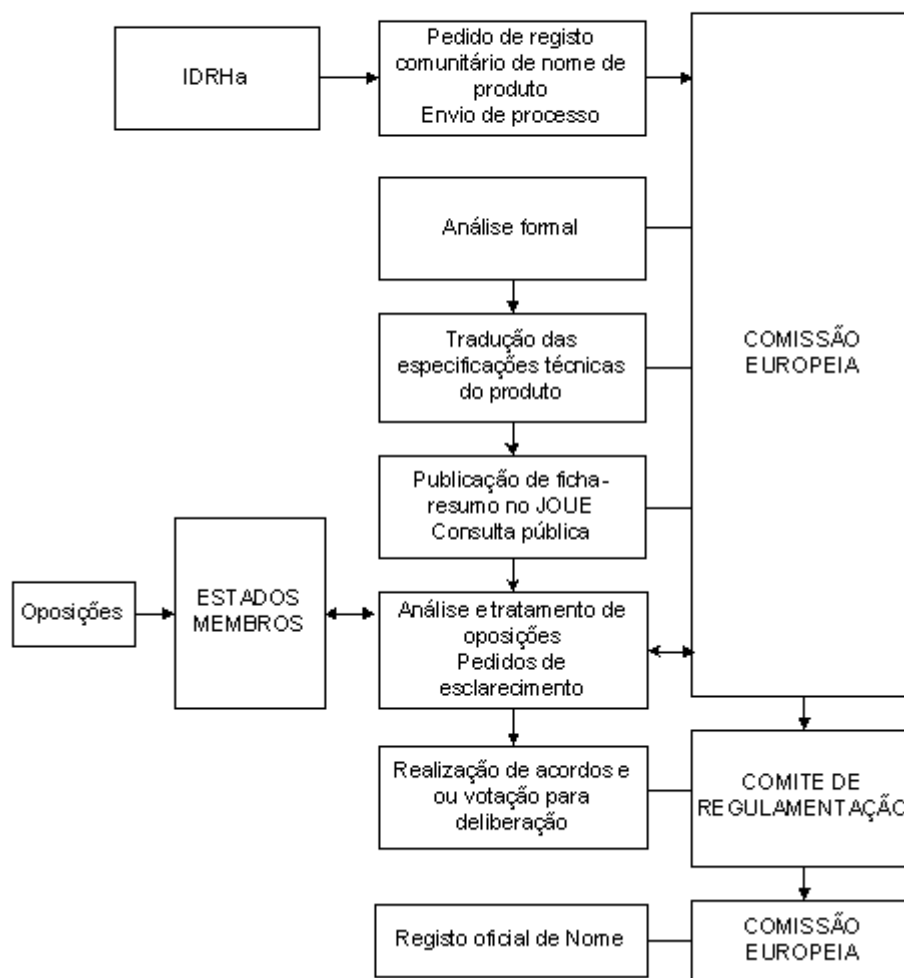 IDRHa
Pedido de registo
comunitário de nome de
produto
Envio de processo
Análise formal
Tradução das
especificações técnicas
do produto
COMISSÃO
EUROPEIA
Publicação de ficha-
resumo no JOUE
Consulta pública
Oposições
ESTADOS
MEMBROS
Análise e tratamento de
oposições
Pedidos de
esclarecimento
Realização de acordos e
ou votação para
deliberação
COMITE DE
REGULAMENTAÇÃO
Registo oficial de Nome
COMISSÃO
EUROPEIA